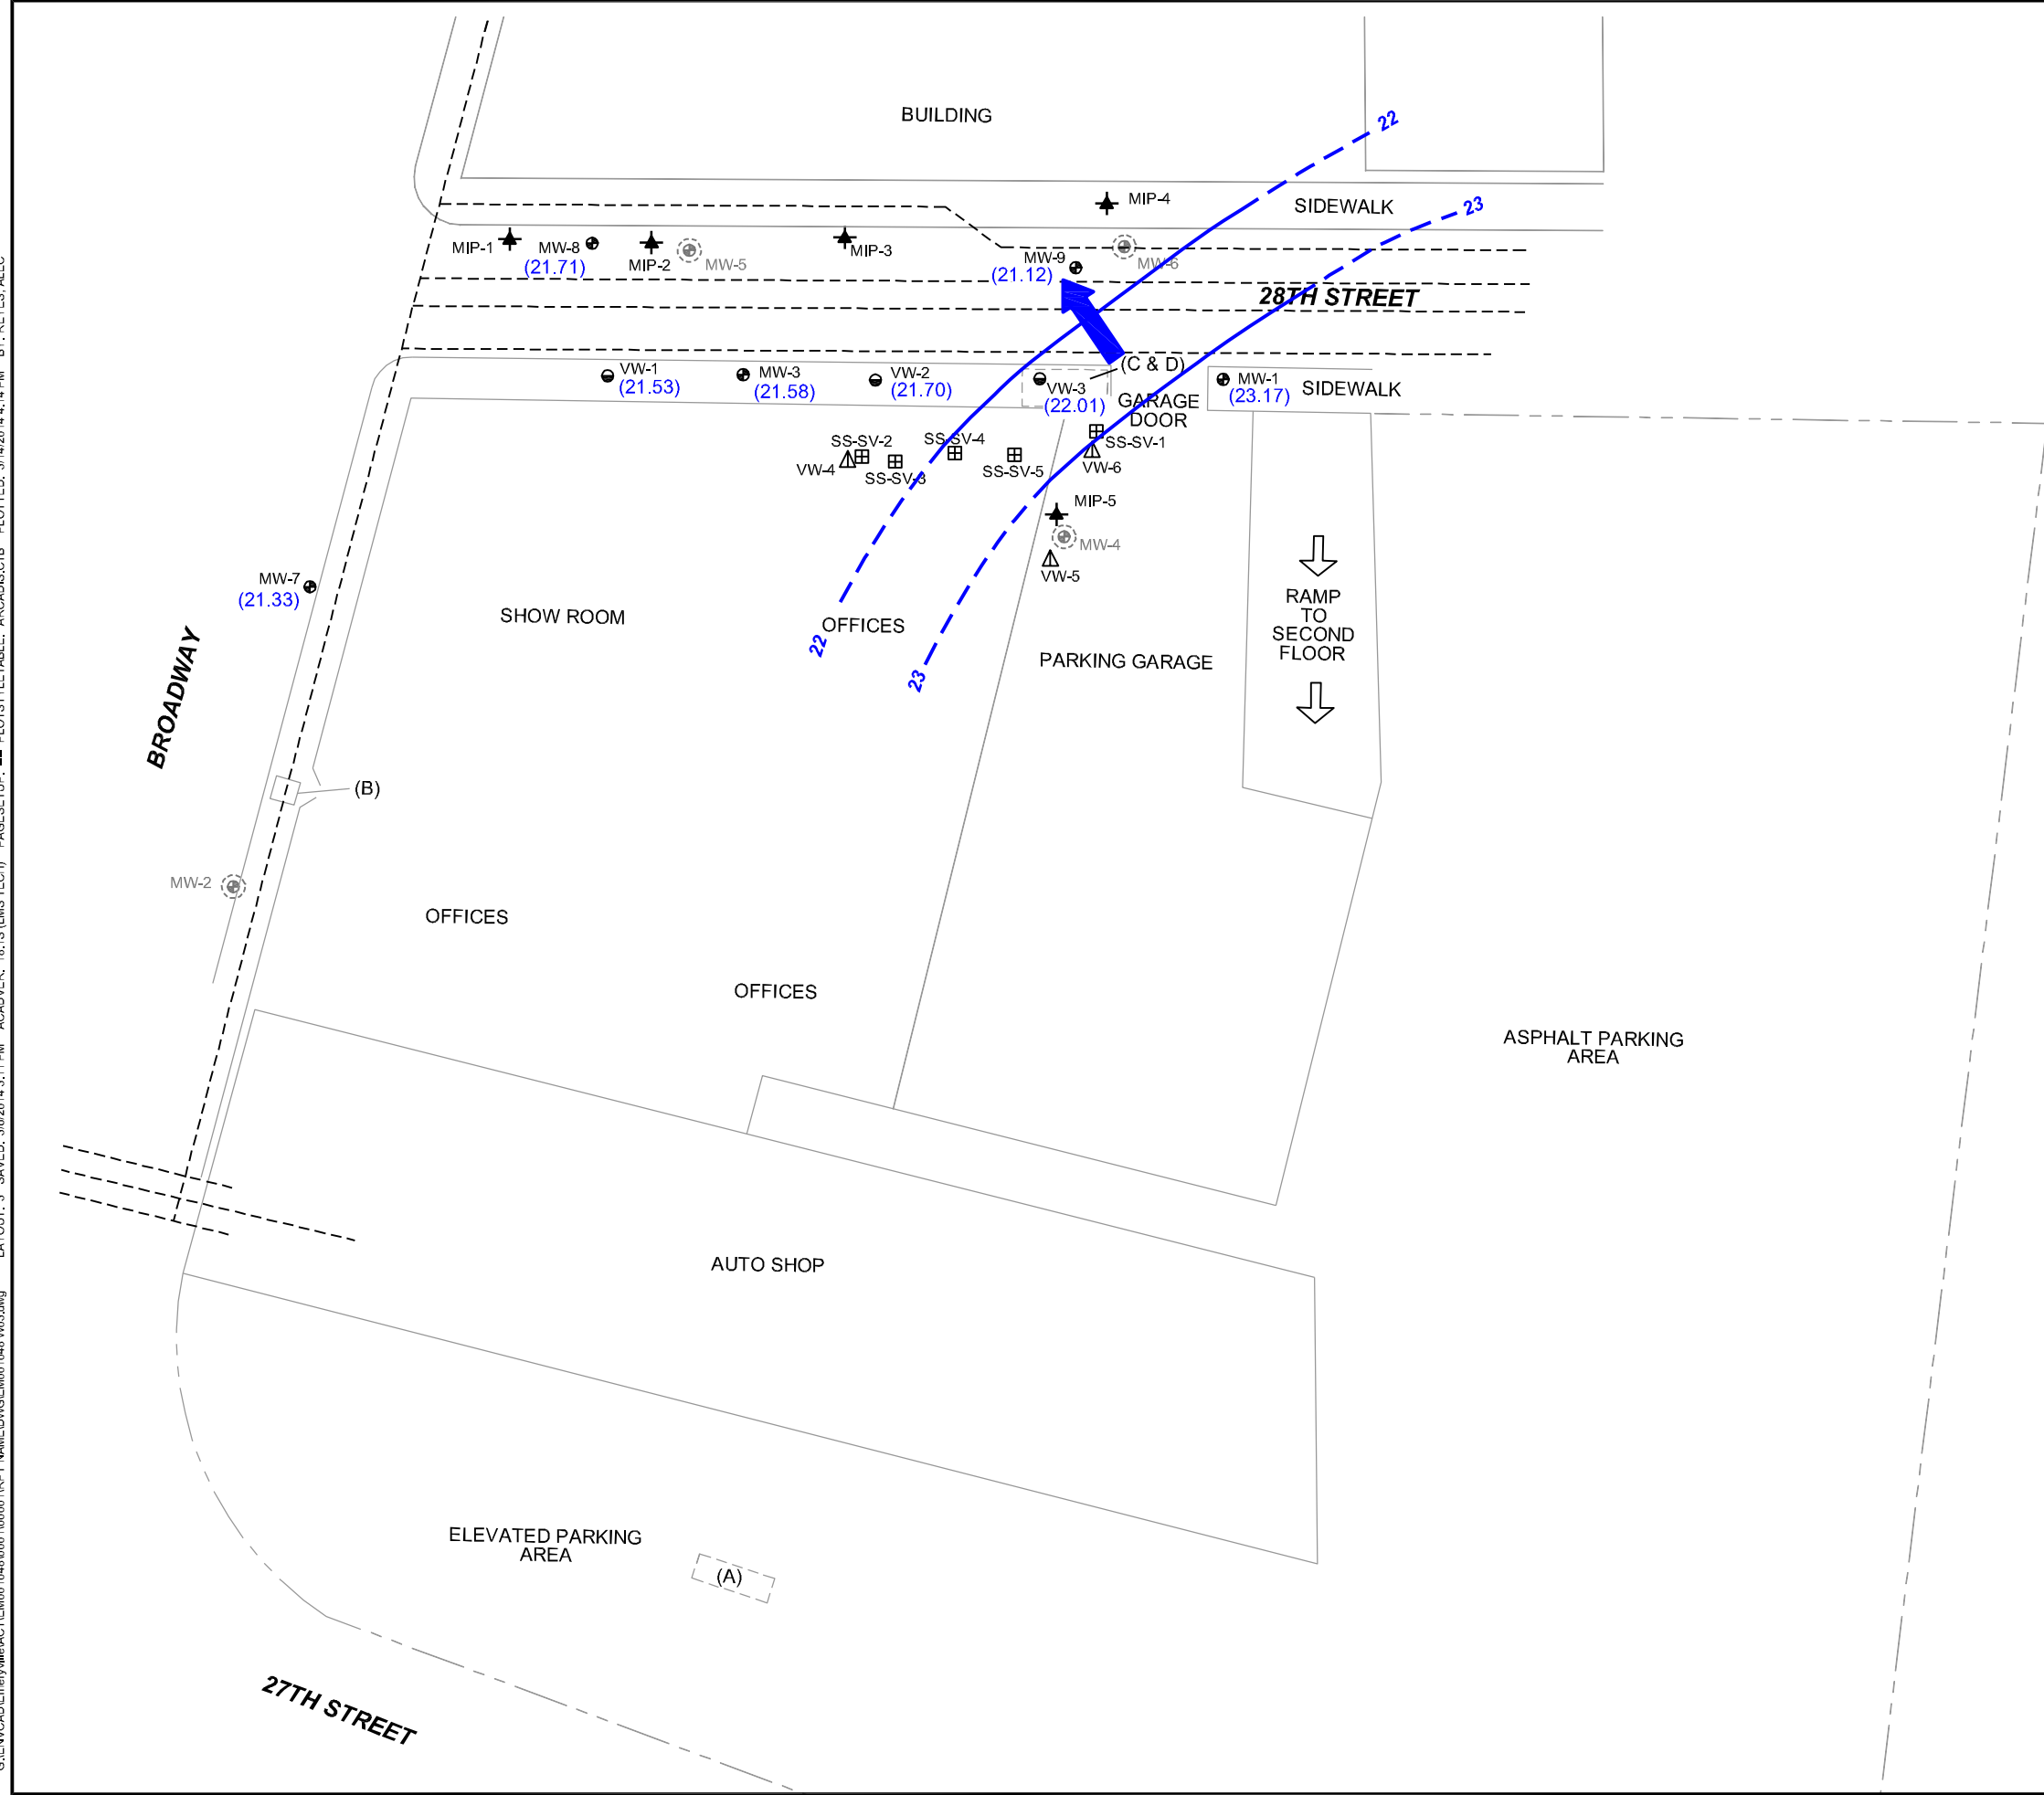 BUILDING
22
23
MIP-4
SIDEWALK
MIP-1
MW-8
(21.71)
MIP-2
MW-5
MIP-3
MW-9
(21.12)
MW-6
28TH STREET
VW-1
(21.53)
MW-3
(21.58)
VW-2
(21.70)
(C & D)
VW-3
(22.01)
GARAGE
DOOR
MW-1
(23.17)
SIDEWALK
SS-SV-2
SS-SV-4
SS-SV-1
VW-4
SS-SV-3
SS-SV-5
VW-6
MIP-5
MW-4
VW-5
MW-7
(21.33)
SHOW ROOM
OFFICES
22
23
PARKING GARAGE
RAMP
TO
SECOND
FLOOR
BROADWAY
(B)
MW-2
OFFICES
OFFICES
ASPHALT PARKING
AREA
AUTO SHOP
ELEVATED PARKING
AREA
(A)
27TH STREET